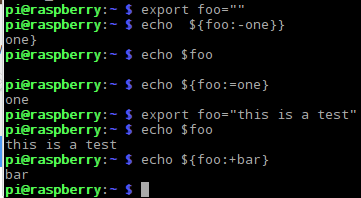 pi@raspberry:~ $ export foo=""
pi@raspberry:~ $ echo  ${foo:-one}}
one}
pi@raspberry:~ $ echo $foo

pi@raspberry:~ $ echo ${foo:=one}
one
pi@raspberry:~ $ export foo="this is a test"
pi@raspberry:~ $ echo $foo
this is a test
pi@raspberry:~ $ echo ${foo:+bar}
bar
pi@raspberry:~ $